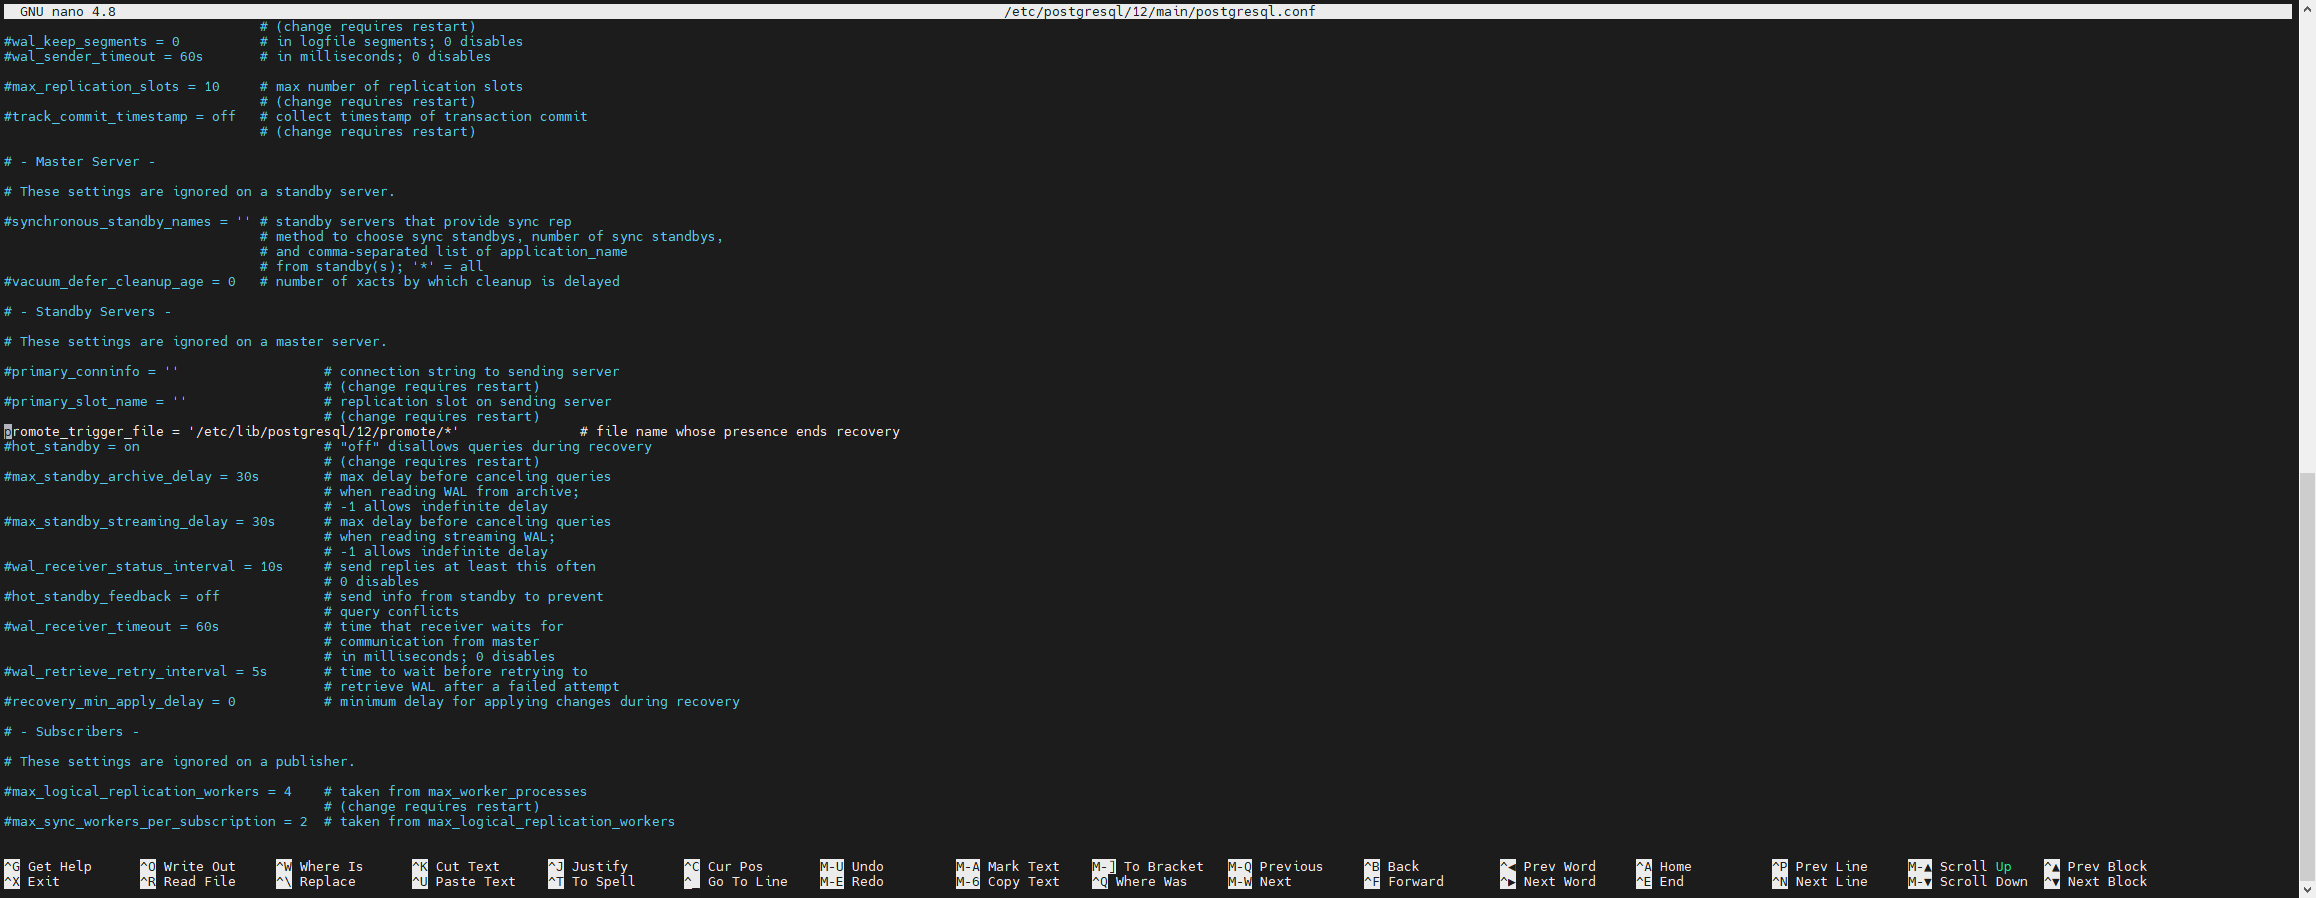 GNU nano 4.8 /etc/postgresql/12/main/postgresql.conf
# (change requires restart)
#wal_keep_segments = 0 # in logfile segments; 0 disables
#wal_sender_timeout = 60s # in milliseconds; 0 disables
#max_replication_slots = 10 # max number of replication slots
# (change requires restart)
#track_commit_timestamp = off # collect timestamp of transaction commit
# (change requires restart)
# - Master Server -
# These settings are ignored on a standby server.
#synchronous_standby_names = '' # standby servers that provide sync rep
# method to choose sync standbys, number of sync standbys,
# and comma-separated list of application_name
# from standby(s); '*' = all
#vacuum_defer_cleanup_age = 0 # number of xacts by which cleanup is delayed
# - Standby Servers -
# These settings are ignored on a master server.
#primary_conninfo = '' # connection string to sending server
# (change requires restart)
#primary_slot_name = '' # replication slot on sending server
# (change requires restart)
promote_trigger_file = '/etc/lib/postgresql/12/promote/*' # file name whose presence ends recovery
#hot_standby = on # "off" disallows queries during recovery
# (change requires restart)
#max_standby_archive_delay = 30s # max delay before canceling queries
# when reading WAL from archive;
# -1 allows indefinite delay
#max_standby_streaming_delay = 30s # max delay before canceling queries
# when reading streaming WAL;
# -1 allows indefinite delay
#wal_receiver_status_interval = 10s # send replies at least this often
# 0 disables
#hot_standby_feedback = off # send info from standby to prevent
# query conflicts
#wal_receiver_timeout = 60s # time that receiver waits for
# communication from master
# in milliseconds; 0 disables
#wal_retrieve_retry_interval = 5s # time to wait before retrying to
# retrieve WAL after a failed attempt
#recovery_min_apply_delay = 0 # minimum delay for applying changes during recovery
# - Subscribers -
# These settings are ignored on a publisher.
#max_logical_replication_workers = 4 # taken from max_worker_processes
# (change requires restart)
#max_sync_workers_per_subscription = 2 # taken from max_logical_replication_workers
^G Get Help ^O Write Out ^W Where Is ^K Cut Text ^J Justify ^C Cur Pos M-U Undo M-A Mark Text M-] To Bracket M-Q Previous ^B Back ^◀ Prev Word ^A Home ^P Prev Line M-▲ Scroll Up ^▲ Prev Block
^X Exit ^R Read File ^\ Replace ^U Paste Text ^T To Spell ^_ Go To Line M-E Redo M-6 Copy Text ^Q Where Was M-W Next ^F Forward ^▶ Next Word ^E End ^N Next Line M-▼ Scroll Down ^▼ Next Block